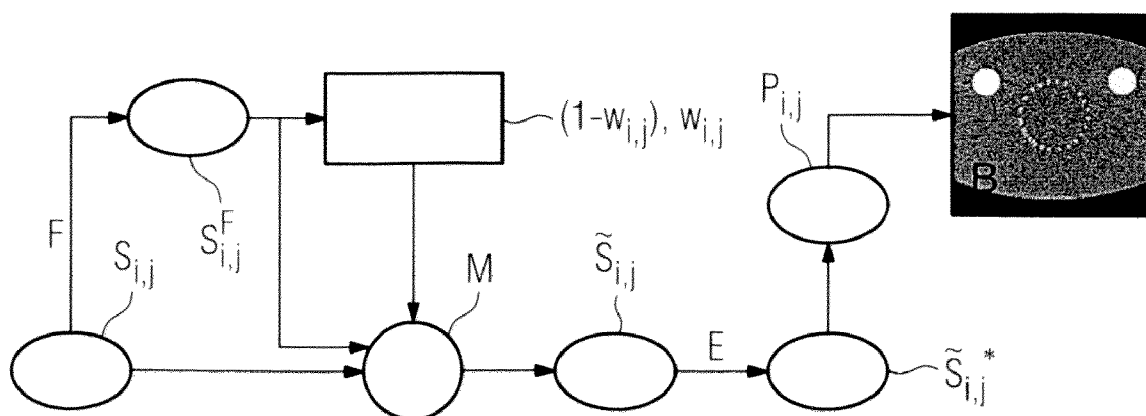 F
S_{i,j}
S^F_{i,j}
(1-w_{i,j}), w_{i,j}
M
S̃_{i,j}
E
S̃_{i,j}*
P_{i,j}
B